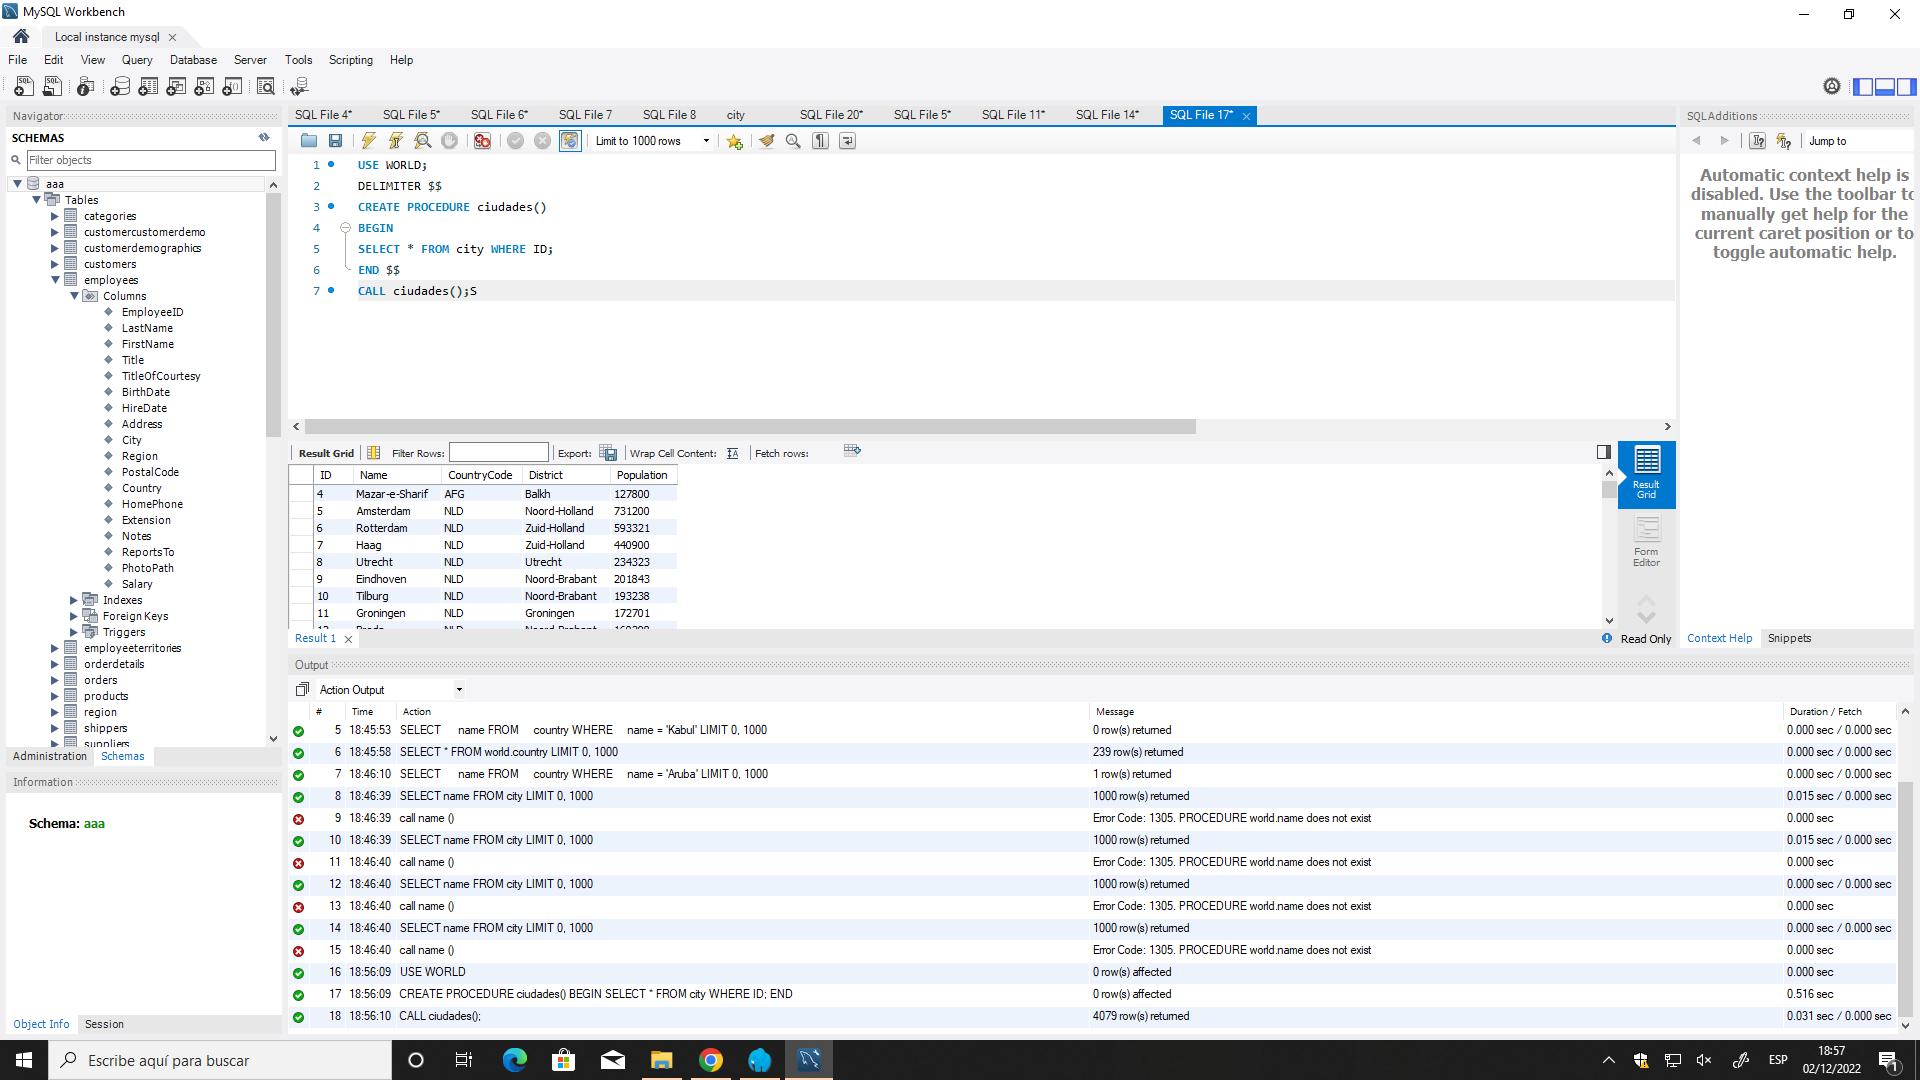 MySQL Workbench
Local instance mysql
File Edit View Query Database Server Tools Scripting Help
Navigator
SCHEMAS
Filter objects
aaa
Tables
categories
customercustomerdemo
customerdemographics
customers
employees
Columns
EmployeeID
LastName
FirstName
Title
TitleOfCourtesy
BirthDate
HireDate
Address
City
Region
PostalCode
Country
HomePhone
Extension
Notes
ReportsTo
PhotoPath
Salary
Indexes
Foreign Keys
Triggers
employeeterritories
orderdetails
orders
products
region
shippers
suppliers
Administration Schemas
Information
Schema: aaa
Object Info Session
SQL File 4* SQL File 5* SQL File 6* SQL File 7 SQL File 8 city SQL File 20* SQL File 5* SQL File 11* SQL File 14* SQL File 17*
Limit to 1000 rows
1 USE WORLD;
2 DELIMITER $$
3 CREATE PROCEDURE ciudades()
4 BEGIN
5 SELECT * FROM city WHERE ID;
6 END $$
7 CALL ciudades();S
Result Grid Filter Rows: Export: Wrap Cell Content: Fetch rows:
ID Name CountryCode District Population
4 Mazar-e-Sharif AFG Balkh 127800
5 Amsterdam NLD Noord-Holland 731200
6 Rotterdam NLD Zuid-Holland 593321
7 Haag NLD Zuid-Holland 440900
8 Utrecht NLD Utrecht 234323
9 Eindhoven NLD Noord-Brabant 201843
10 Tilburg NLD Noord-Brabant 193238
11 Groningen NLD Groningen 172701
Result
Grid
Form
Editor
Result 1
Read Only
SQLAdditions
Jump to
Automatic context help is
disabled. Use the toolbar to
manually get help for the
current caret position or to
toggle automatic help.
Context Help Snippets
Output
Action Output
# Time Action Message Duration / Fetch
5 18:45:53 SELECT name FROM country WHERE name = 'Kabul' LIMIT 0, 1000 0 row(s) returned 0.000 sec / 0.000 sec
6 18:45:58 SELECT * FROM world.country LIMIT 0, 1000 239 row(s) returned 0.000 sec / 0.000 sec
7 18:46:10 SELECT name FROM country WHERE name = 'Aruba' LIMIT 0, 1000 1 row(s) returned 0.000 sec / 0.000 sec
8 18:46:39 SELECT name FROM city LIMIT 0, 1000 1000 row(s) returned 0.015 sec / 0.000 sec
9 18:46:39 call name () Error Code: 1305. PROCEDURE world.name does not exist 0.000 sec
10 18:46:39 SELECT name FROM city LIMIT 0, 1000 1000 row(s) returned 0.015 sec / 0.000 sec
11 18:46:40 call name () Error Code: 1305. PROCEDURE world.name does not exist 0.000 sec
12 18:46:40 SELECT name FROM city LIMIT 0, 1000 1000 row(s) returned 0.000 sec / 0.000 sec
13 18:46:40 call name () Error Code: 1305. PROCEDURE world.name does not exist 0.000 sec
14 18:46:40 SELECT name FROM city LIMIT 0, 1000 1000 row(s) returned 0.000 sec / 0.000 sec
15 18:46:40 call name () Error Code: 1305. PROCEDURE world.name does not exist 0.000 sec
16 18:56:09 USE WORLD 0 row(s) affected 0.000 sec
17 18:56:09 CREATE PROCEDURE ciudades() BEGIN SELECT * FROM city WHERE ID; END 0 row(s) affected 0.516 sec
18 18:56:10 CALL ciudades(); 4079 row(s) returned 0.031 sec / 0.000 sec
Escribe aquí para buscar
ESP
18:57
02/12/2022
1